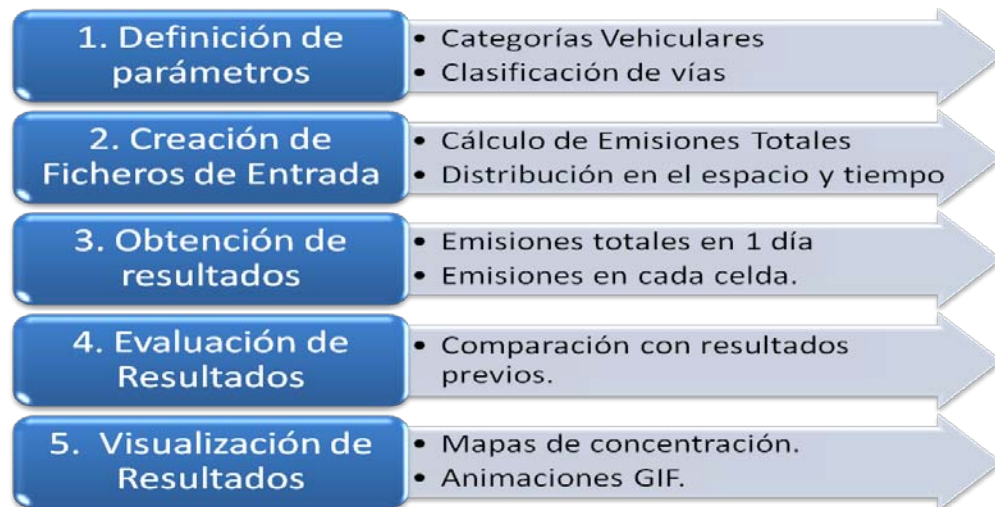 1. Definición de
parámetros
• Categorías Vehiculares
• Clasificación de vías
2. Creación de
Ficheros de Entrada
• Cálculo de Emisiones Totales
• Distribución en el espacio y tiempo
3. Obtención de
resultados
• Emisiones totales en 1 día
• Emisiones en cada celda.
4. Evaluación de
Resultados
• Comparación con resultados
previos.
5. Visualización de
Resultados
• Mapas de concentración.
• Animaciones GIF.